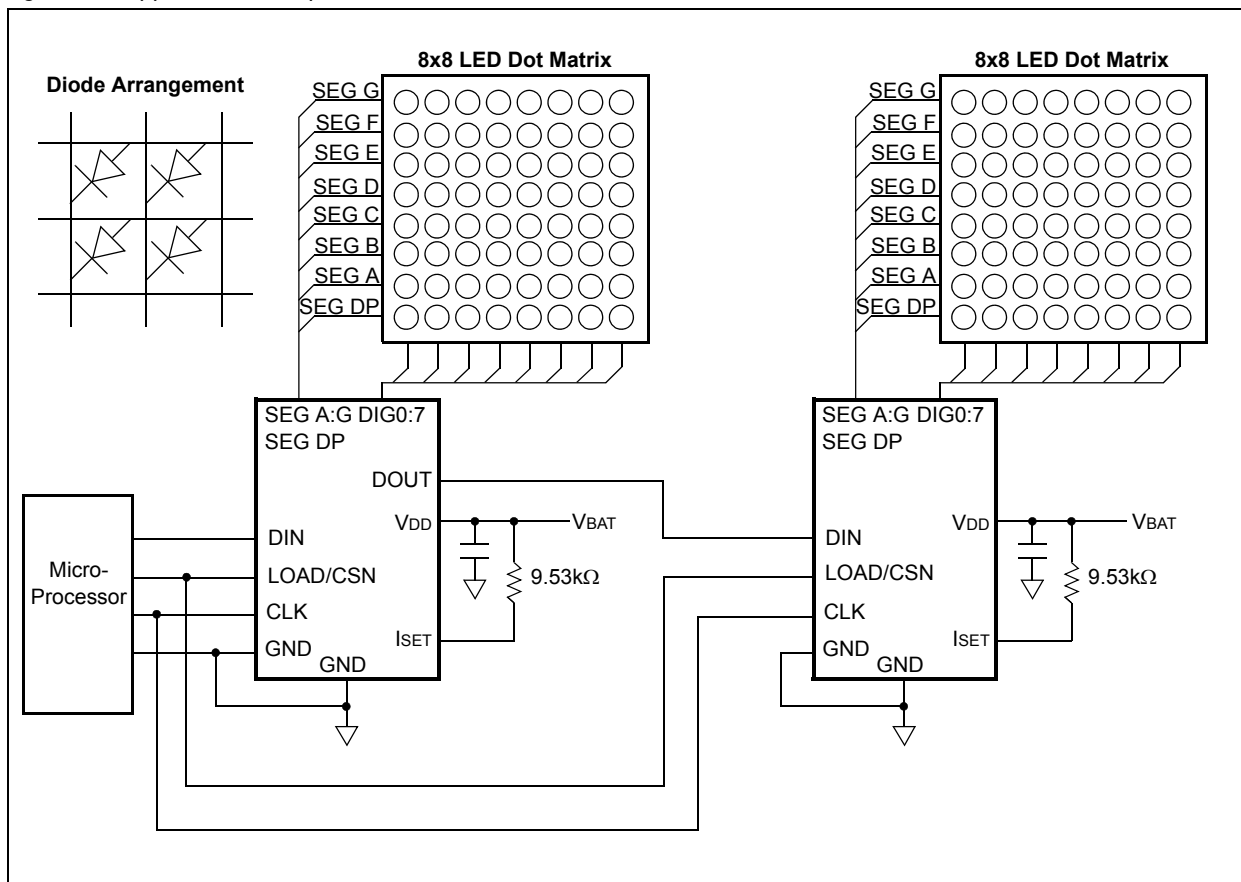 8x8 LED Dot Matrix
8x8 LED Dot Matrix
Diode Arrangement
SEG G
SEG F
SEG E
SEG D
SEG C
SEG B
SEG A
SEG DP
SEG G
SEG F
SEG E
SEG D
SEG C
SEG B
SEG A
SEG DP
Micro-
Processor
SEG A:G DIG0:7
SEG DP
DOUT
VDD
VBAT
DIN
LOAD/CSN
9.53kΩ
CLK
ISET
GND
GND
SEG A:G DIG0:7
SEG DP
VDD
VBAT
DIN
LOAD/CSN
9.53kΩ
CLK
ISET
GND
GND